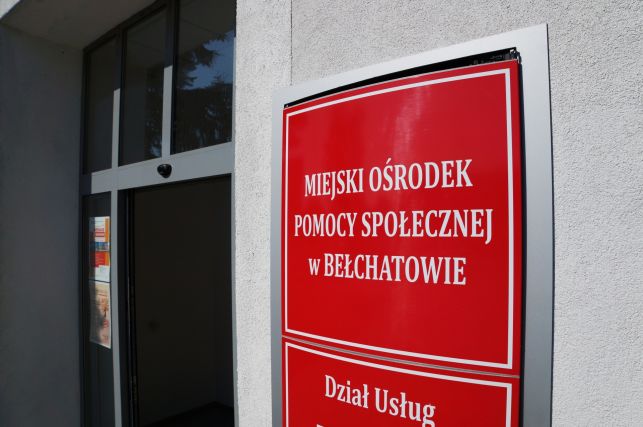 MIEJSKI OŚRODEK
POMOCY SPOŁECZNEJ
w BEŁCHATOWIE
Dział Usług